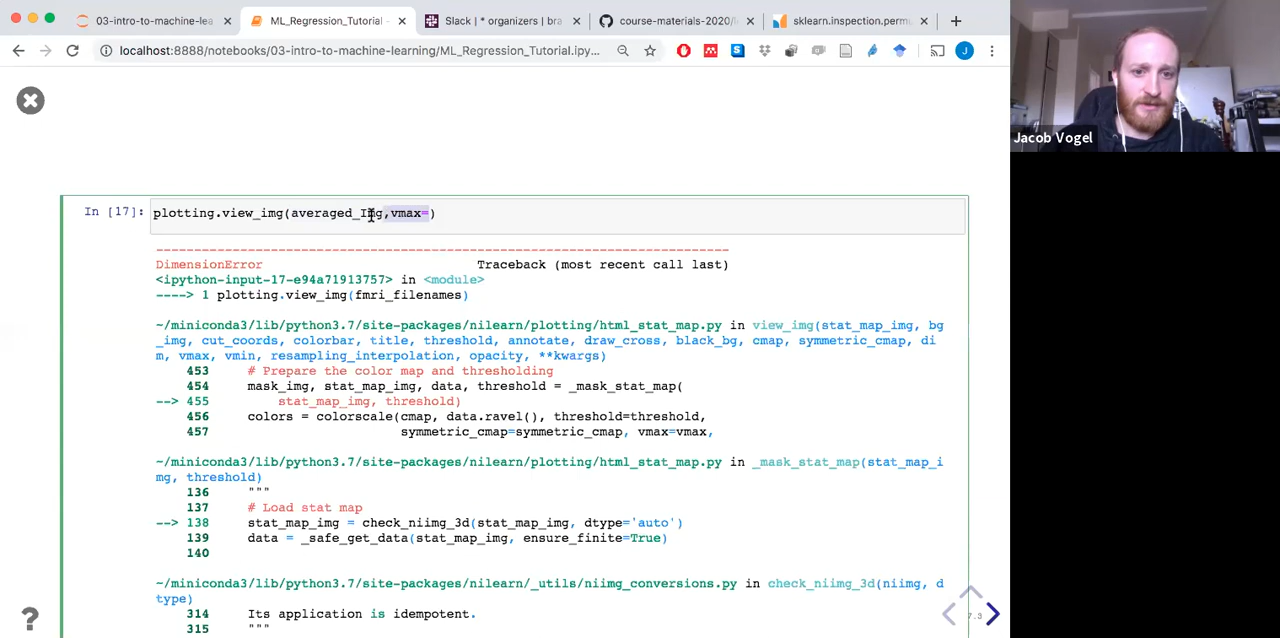 03-intro-to-machine-lea
ML_Regression_Tutorial -
Slack | * organizers | bra
course-materials-2020/
sklearn.inspection.perm
localhost:8888/notebooks/03-intro-to-machine-learning/ML_Regression_Tutorial.ipy...
Jacob Vogel
In [17]: plotting.view_img(averaged_Img,vmax=)
---------------------------------------------------------------------------
DimensionError                            Traceback (most recent call last)
<ipython-input-17-e94a71913757> in <module>
----> 1 plotting.view_img(fmri_filenames)
~/miniconda3/lib/python3.7/site-packages/nilearn/plotting/html_stat_map.py in view_img(stat_map_img, bg
_img, cut_coords, colorbar, title, threshold, annotate, draw_cross, black_bg, cmap, symmetric_cmap, di
m, vmax, vmin, resampling_interpolation, opacity, **kwargs)
453     # Prepare the color map and thresholding
454     mask_img, stat_map_img, data, threshold = _mask_stat_map(
--> 455         stat_map_img, threshold)
456     colors = colorscale(cmap, data.ravel(), threshold=threshold,
457                         symmetric_cmap=symmetric_cmap, vmax=vmax,
~/miniconda3/lib/python3.7/site-packages/nilearn/plotting/html_stat_map.py in _mask_stat_map(stat_map_i
mg, threshold)
136     """
137     # Load stat map
--> 138     stat_map_img = check_niimg_3d(stat_map_img, dtype='auto')
139     data = _safe_get_data(stat_map_img, ensure_finite=True)
140
~/miniconda3/lib/python3.7/site-packages/nilearn/_utils/niimg_conversions.py in check_niimg_3d(niimg, d
type)
314     Its application is idempotent.
315     """
7.3